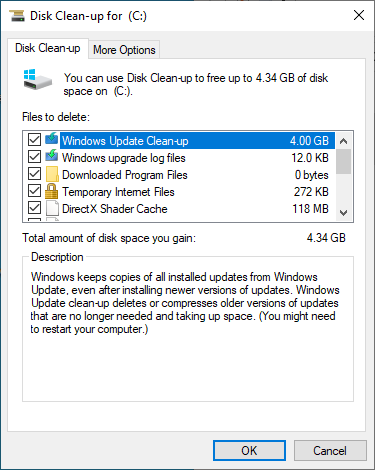 Disk Clean-up for (C:)
Disk Clean-up More Options
You can use Disk Clean-up to free up to 4.34 GB of disk
space on (C:).
Files to delete:
Windows Update Clean-up 4.00 GB
Windows upgrade log files 12.0 KB
Downloaded Program Files 0 bytes
Temporary Internet Files 272 KB
DirectX Shader Cache 118 MB
Total amount of disk space you gain: 4.34 GB
Description
Windows keeps copies of all installed updates from Windows
Update, even after installing newer versions of updates. Windows
Update clean-up deletes or compresses older versions of updates
that are no longer needed and taking up space. (You might need
to restart your computer.)
OK Cancel